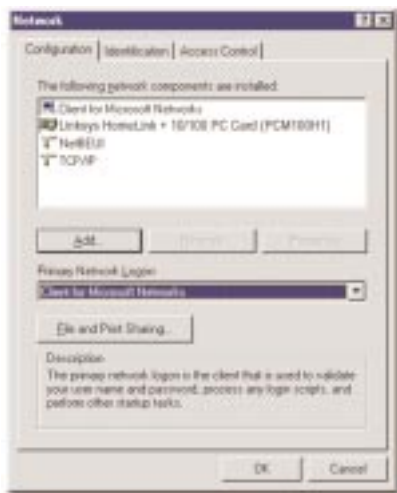 Network
Configuration Identification Access Control
The following network components are installed:
Client for Microsoft Networks
Linksys HomeLink + 10/100 PC Card (PCM100H1)
NetBEUI
TCP/IP
Add... Remove Properties
Primary Network Logon:
Client for Microsoft Networks
File and Print Sharing...
Description
The primary network logon is the client that is used to validate
your user name and password, process any login scripts, and
perform other startup tasks.
OK Cancel